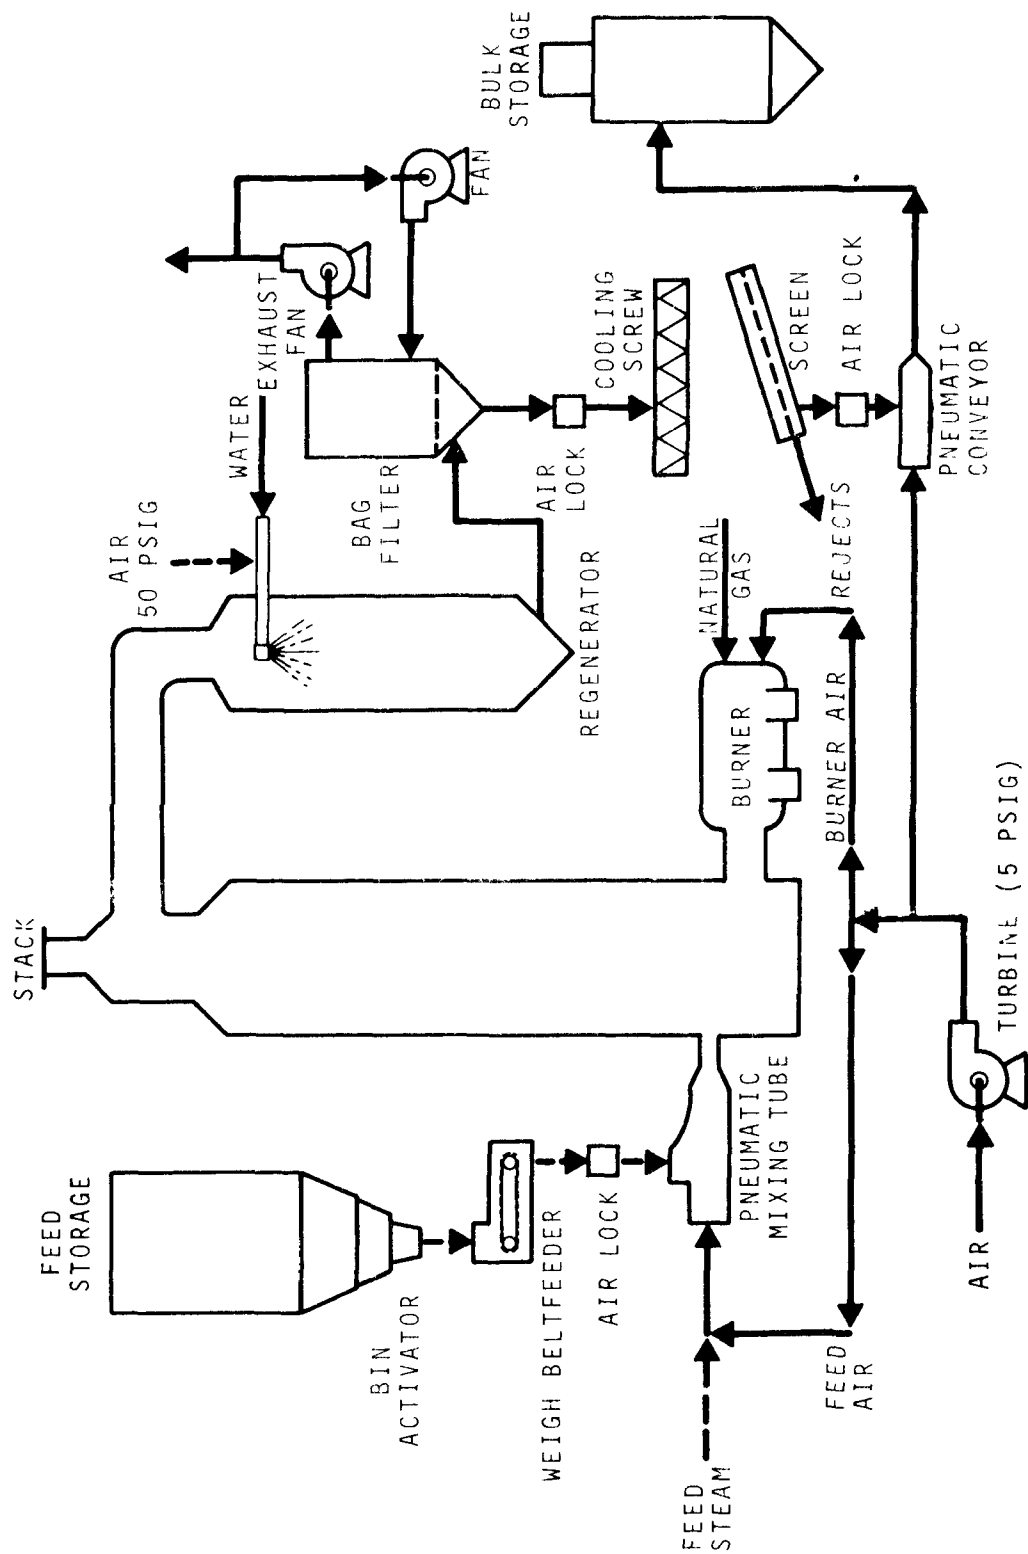 FEED
STORAGE
BIN
ACTIVATOR
WEIGH BELTFEEDER
AIR LOCK
PNEUMATIC
MIXING TUBE
FEED
STEAM
FEED
AIR
STACK
AIR
50 PSIG
WATER
EXHAUST
FAN
FAN
BAG
FILTER
REGENERATOR
AIR
LOCK
COOLING
SCREW
NATURAL
GAS
BURNER
BURNER AIR
REJECTS
SCREEN
AIR LOCK
PNEUMATIC
CONVEYOR
BULK
STORAGE
AIR
TURBINE (5 PSIG)